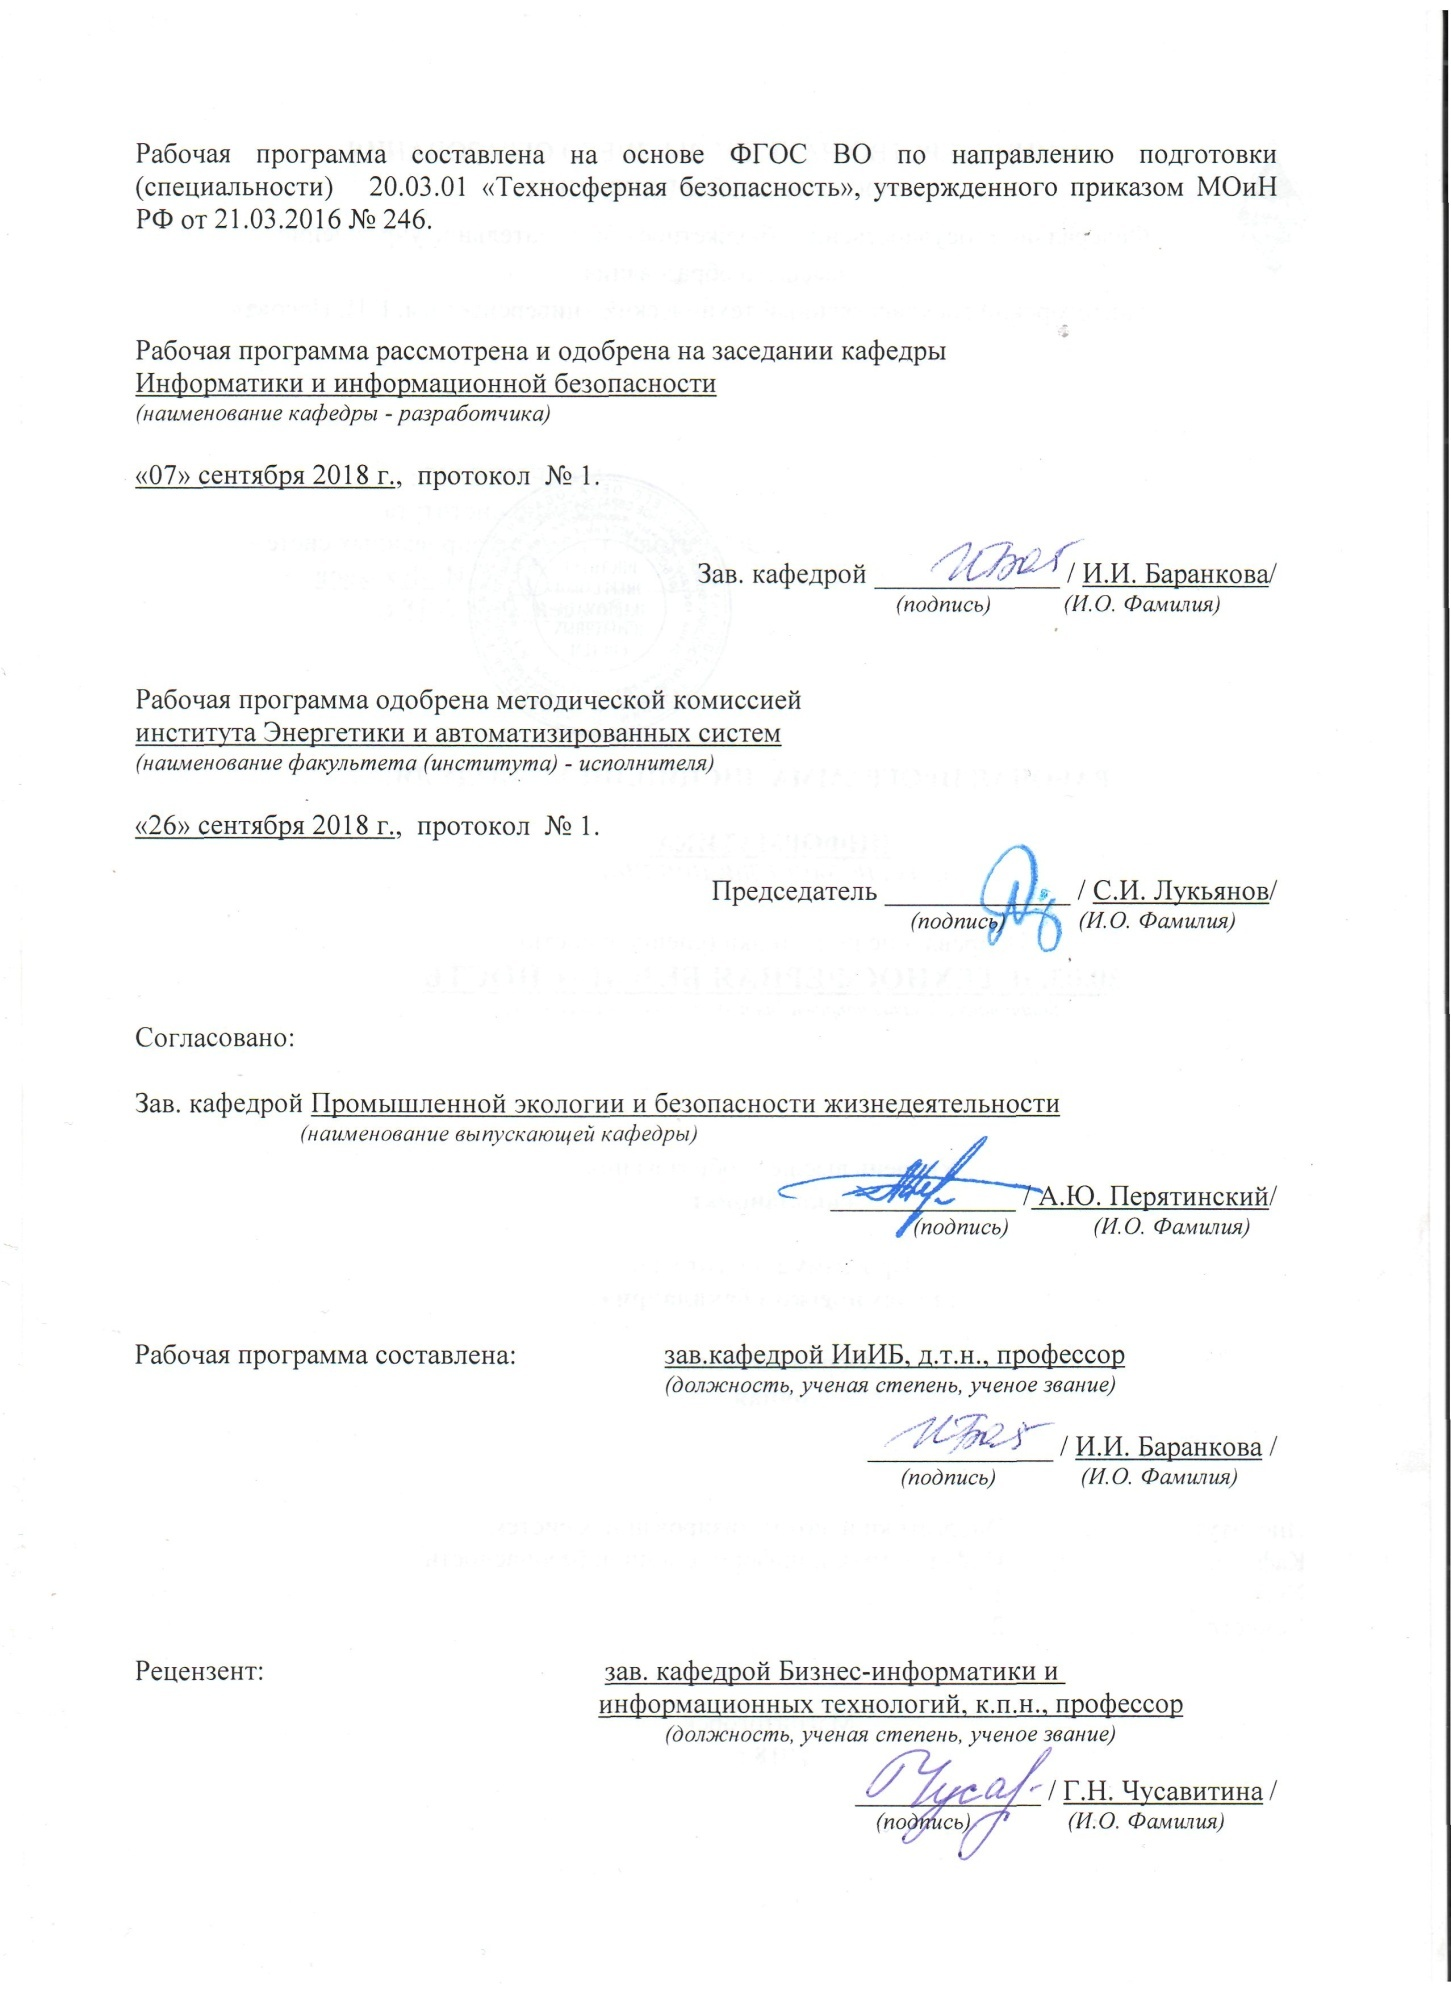 Рабочая программа составлена на основе ФГОС ВО по направлению подготовки
(специальности) 20.03.01 «Техносферная безопасность», утвержденного приказом МОиН
РФ от 21.03.2016 № 246.
Рабочая программа рассмотрена и одобрена на заседании кафедры
Информатики и информационной безопасности
(наименование кафедры - разработчика)
«07» сентября 2018 г., протокол № 1.
Зав. кафедрой _____________ / И.И. Баранкова/
(подпись) (И.О. Фамилия)
Рабочая программа одобрена методической комиссией
института Энергетики и автоматизированных систем
(наименование факультета (института) - исполнителя)
«26» сентября 2018 г., протокол № 1.
Председатель _____________ / С.И. Лукьянов/
(подпись) (И.О. Фамилия)
Согласовано:
Зав. кафедрой Промышленной экологии и безопасности жизнедеятельности
(наименование выпускающей кафедры)
_____________ / А.Ю. Перятинский/
(подпись) (И.О. Фамилия)
Рабочая программа составлена: зав.кафедрой ИиИБ, д.т.н., профессор
(должность, ученая степень, ученое звание)
_____________ / И.И. Баранкова /
(подпись) (И.О. Фамилия)
Рецензент: зав. кафедрой Бизнес-информатики и
информационных технологий, к.п.н., профессор
(должность, ученая степень, ученое звание)
_____________ / Г.Н. Чусавитина /
(подпись) (И.О. Фамилия)